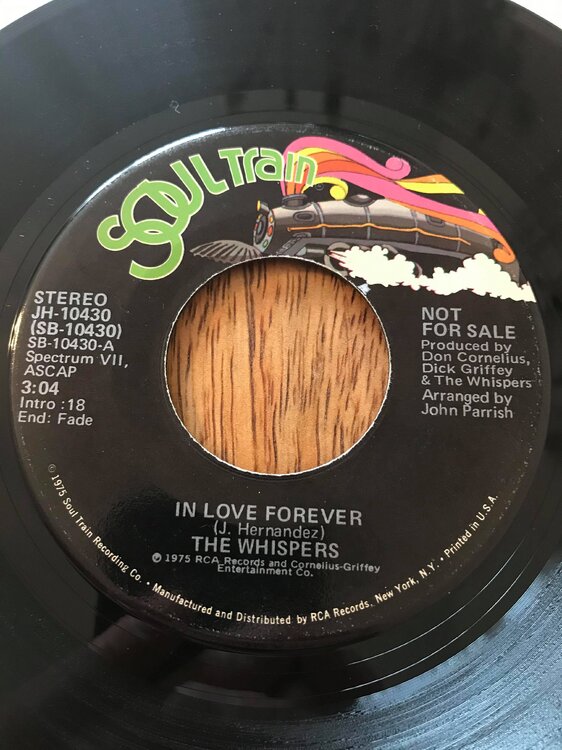 SOUL TRAIN
STEREO
JH-10430
(SB-10430)
SB-10430-A
Spectrum VII,
ASCAP
3:04
Intro :18
End: Fade
NOT
FOR SALE
Produced by
Don Cornelius,
Dick Griffey
& The Whispers
Arranged by
John Parrish
IN LOVE FOREVER
(J. Hernandez)
THE WHISPERS
℗ 1975 RCA Records and Cornelius-Griffey
Entertainment Co.
© 1975 Soul Train Recording Co. • Manufactured and Distributed by RCA Records, New York, N.Y. • Printed in U.S.A.